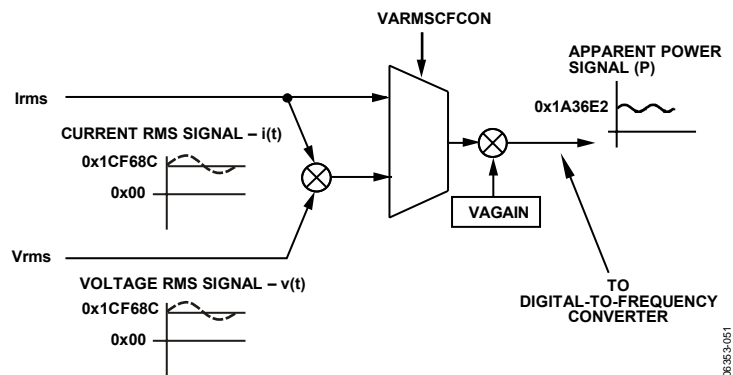 VARMSCFCON
APPARENT POWER
SIGNAL (P)
0x1A36E2
Irms
CURRENT RMS SIGNAL – i(t)
0x1CF68C
0x00
VAGAIN
Vrms
VOLTAGE RMS SIGNAL – v(t)
0x1CF68C
0x00
TO
DIGITAL-TO-FREQUENCY
CONVERTER
06353-051